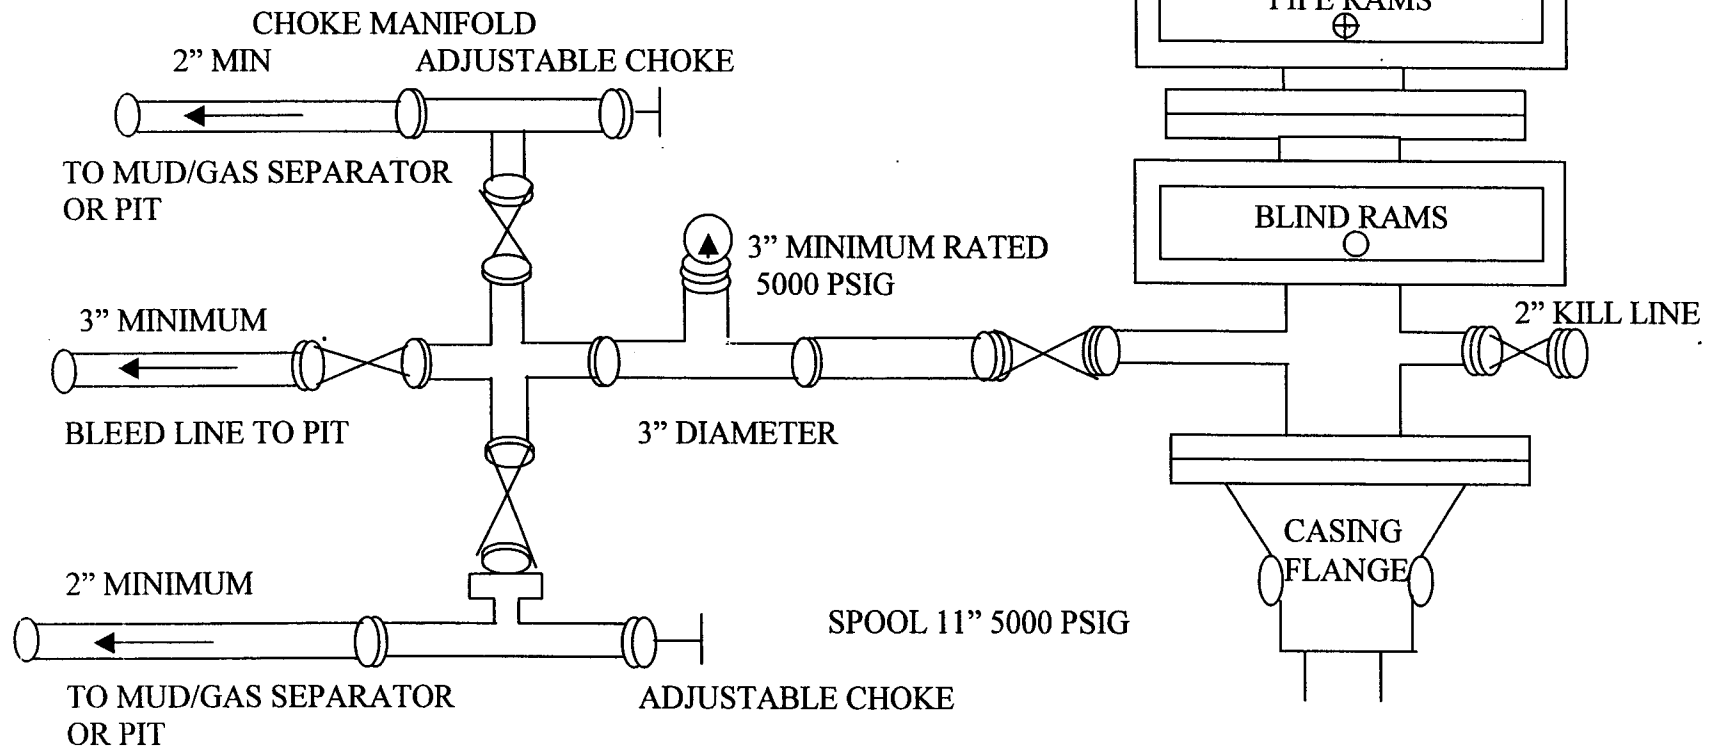 PIPE RAMS
CHOKE MANIFOLD
2” MIN
ADJUSTABLE CHOKE
TO MUD/GAS SEPARATOR
OR PIT
BLIND RAMS
3” MINIMUM RATED
5000 PSIG
3” MINIMUM
2” KILL LINE
BLEED LINE TO PIT
3” DIAMETER
CASING
FLANGE
2” MINIMUM
SPOOL 11” 5000 PSIG
TO MUD/GAS SEPARATOR
OR PIT
ADJUSTABLE CHOKE